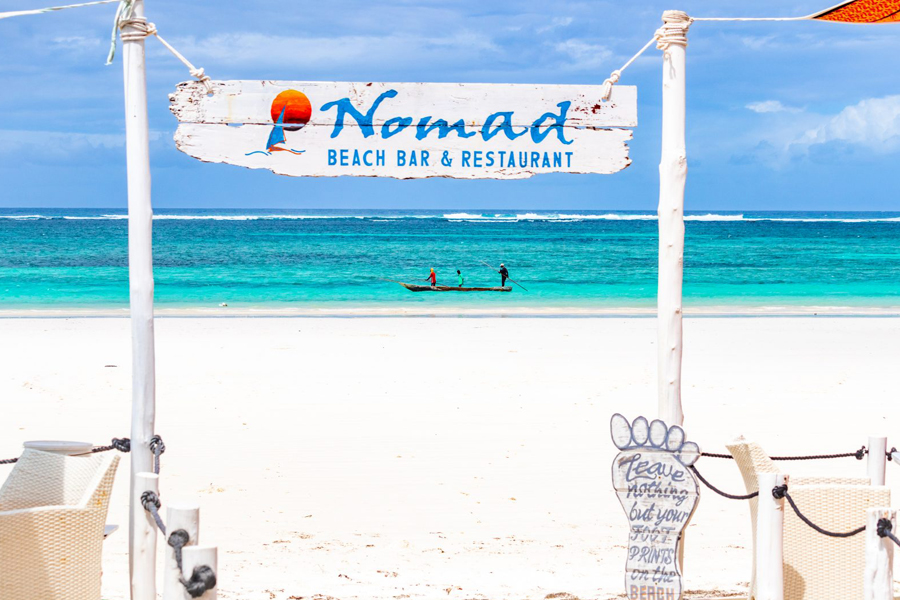 Nomad
BEACH BAR & RESTAURANT
Leave
nothing
but your
FOOT
PRINTS
on the
BEACH